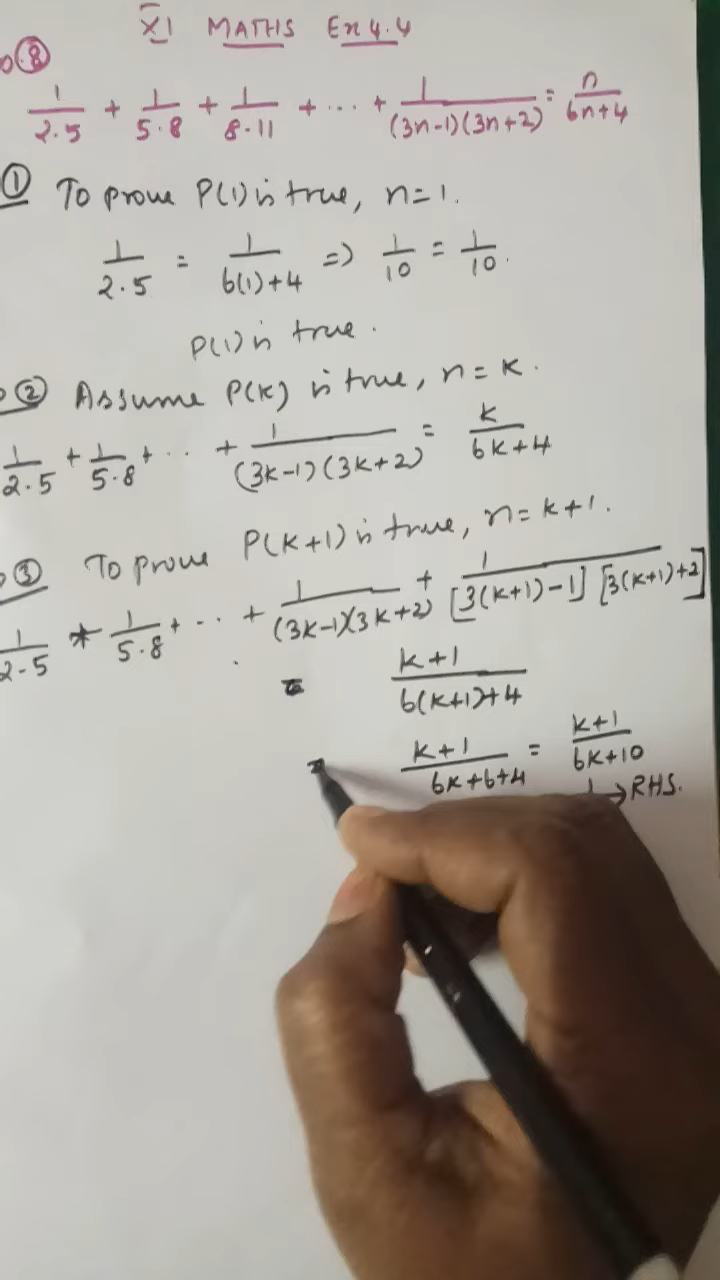 XI MATHS Ex 4.4
⑧
1/2.5 + 1/5.8 + 1/8.11 + ... + 1/(3n-1)(3n+2) = n/6n+4
① To prove P(1) is true, n=1.
1/2.5 = 1/6(1)+4 => 1/10 = 1/10.
P(1) is true.
② Assume P(k) is true, n = k.
1/2.5 + 1/5.8 + ... + 1/(3k-1)(3k+2) = k/6k+4
③ To prove P(k+1) is true, n = k+1.
1/2.5 + 1/5.8 + ... + 1/(3k-1)(3k+2) + 1/[3(k+1)-1][3(k+1)+2]
= k+1/6(k+1)+4
= k+1/6k+6+4 = k+1/6k+10
→ RHS.